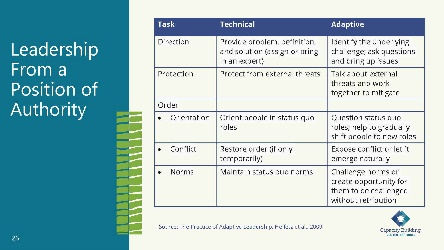 Leadership
From a
Position of
Authority
Task Technical Adaptive
Direction Provide problem, definition, Identify the underlying
and solution (assign or bring challenge; ask questions
in an expert) and bring up issues
Protection Protect from external threats Talk about external
threats and work
together to mitigate
Order
• Orientation Orient people in status quo Question status quo
roles roles; help to gradually
shift people to new roles
• Conflict Restore order (if only Expose conflict or let it
temporarily) emerge naturally
• Norms Maintain status quo norms Challenge norms or
create opportunity for
them to be challenged
without retribution
Source: The Practice of Adaptive Leadership, Heifetz et al., 2009.
Capacity Building